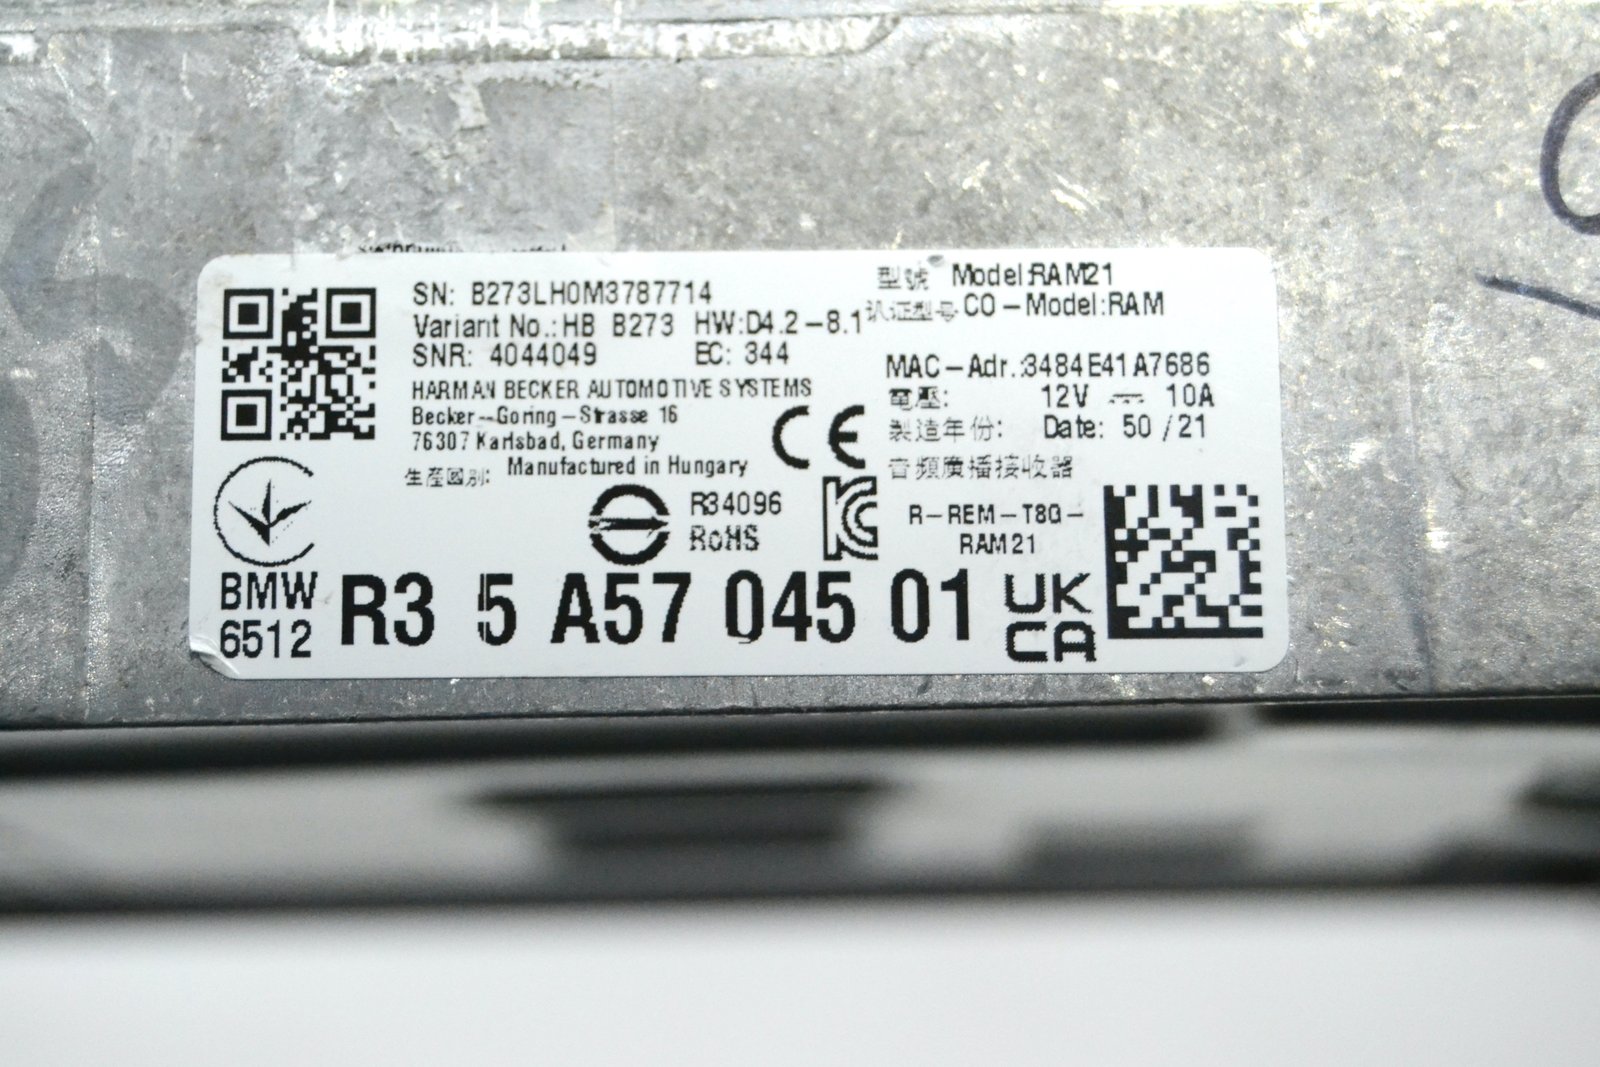 SN: B273LH0M3787714
Variant No.: HB B273 HW:D4.2-8.1
SNR: 4044049 EC: 344
HARMAN BECKER AUTOMOTIVE SYSTEMS
Becker-Goring-Strasse 16
76307 Karlsbad, Germany
生產國別: Manufactured in Hungary
型號 Model:RAM21
认证型号 CO-Model:RAM
MAC-Adr.:3484E41A7686
電壓: 12V 10A
製造年份: Date: 50/21
音頻廣播接收器
CE
R34096
RoHS
KC
R-REM-T8G-
RAM21
BMW
6512
R3 5 A57 045 01
UK
CA